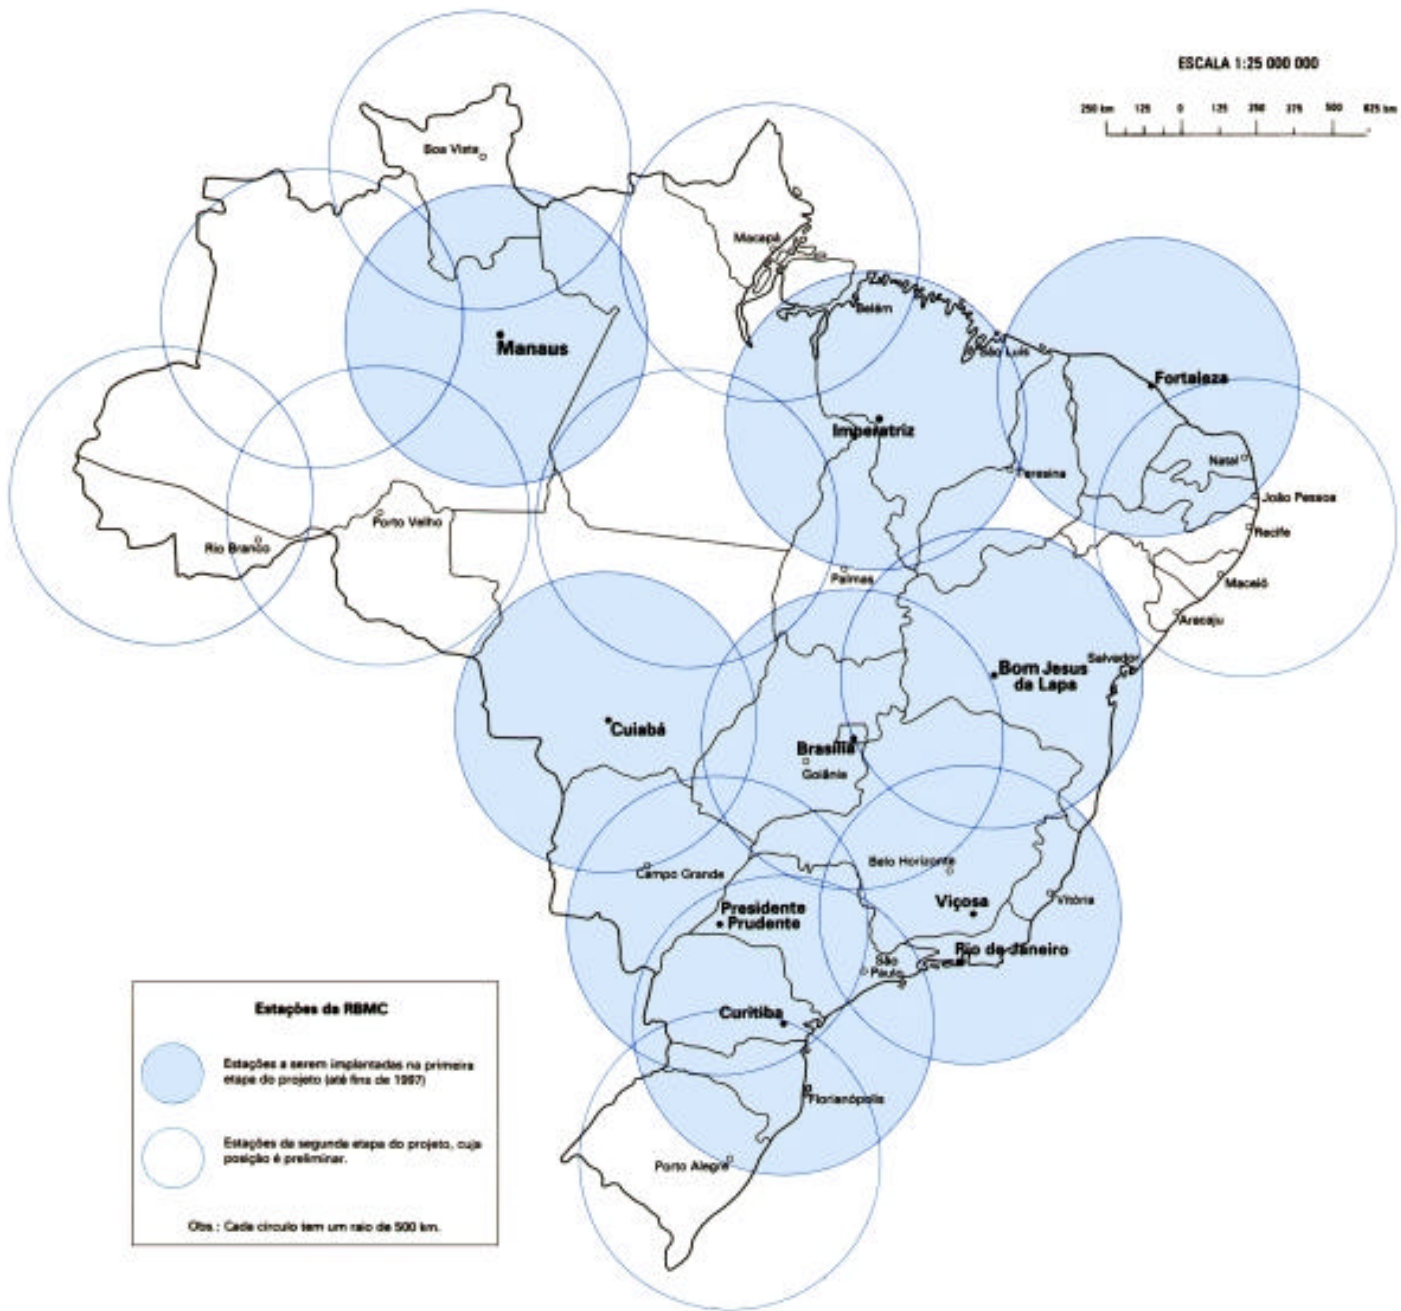 ESCALA 1:25 000 000
250 km 125 0 125 250 375 500 625 km
Boa Vista
Macapá
Belém
Manaus
São Luís
Fortaleza
Imperatriz
Teresina
Natal
João Pessoa
Porto Velho
Recife
Rio Branco
Palmas
Maceió
Aracaju
Salvador
Bom Jesus
da Lapa
Cuiabá
Brasília
Goiânia
Belo Horizonte
Campo Grande
Vitória
Presidente
Prudente
Viçosa
Rio de Janeiro
São
Paulo
Curitiba
Florianópolis
Porto Alegre
Estações da RBMC
Estações a serem implantadas na primeira
etapa do projeto (até fins de 1997)
Estações da segunda etapa do projeto, cuja
posição é preliminar.
Obs.: Cada círculo tem um raio de 500 km.